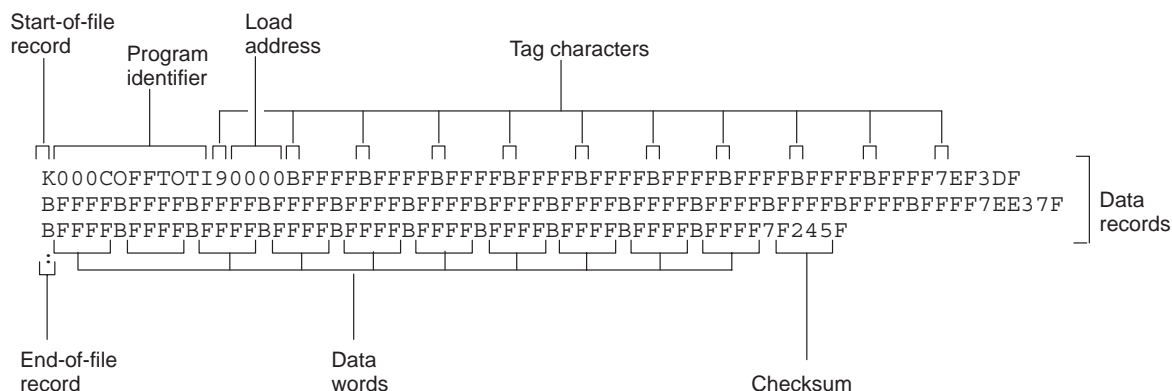 Start-of-file
record
Program
identifier
Load
address
Tag characters
K000COFFTOTI90000BFFFFBFFFFBFFFFBFFFFBFFFFBFFFFBFFFFBFFFFBFFFF7EF3DF
BFFFFBFFFFBFFFFBFFFFBFFFFBFFFFBFFFFBFFFFBFFFFBFFFFBFFFFBFFFFBFFFF7EE37F
BFFFFBFFFFBFFFFBFFFFBFFFFBFFFFBFFFFBFFFFBFFFFBFFFF7F245F
:
Data
records
End-of-file
record
Data
words
Checksum